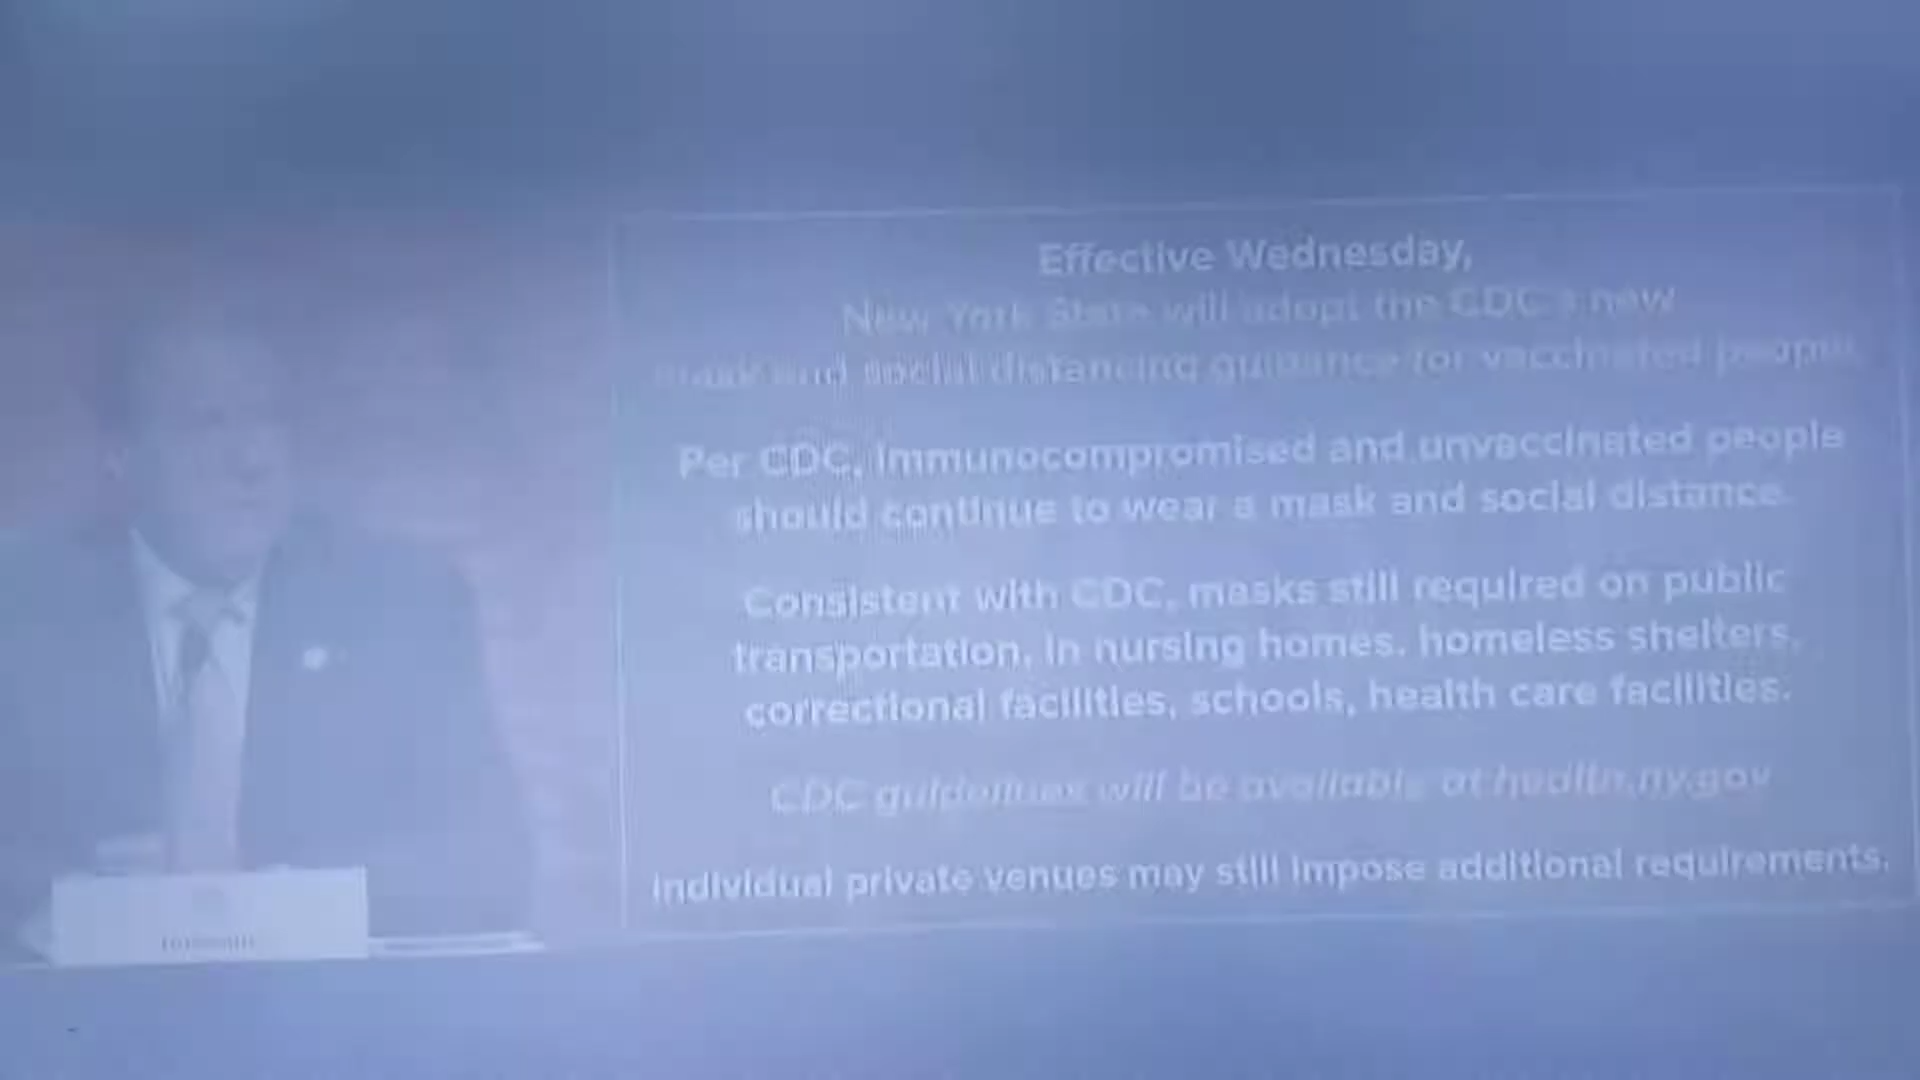 Effective Wednesday,
New York State will adopt the CDC's new
mask and social distancing guidance for vaccinated people.
Per CDC, immunocompromised and unvaccinated people
should continue to wear a mask and social distance.
Consistent with CDC, masks still required on public
transportation, in nursing homes, homeless shelters,
correctional facilities, schools, health care facilities.
CDC guidelines will be available at health.ny.gov
Individual private venues may still impose additional requirements.